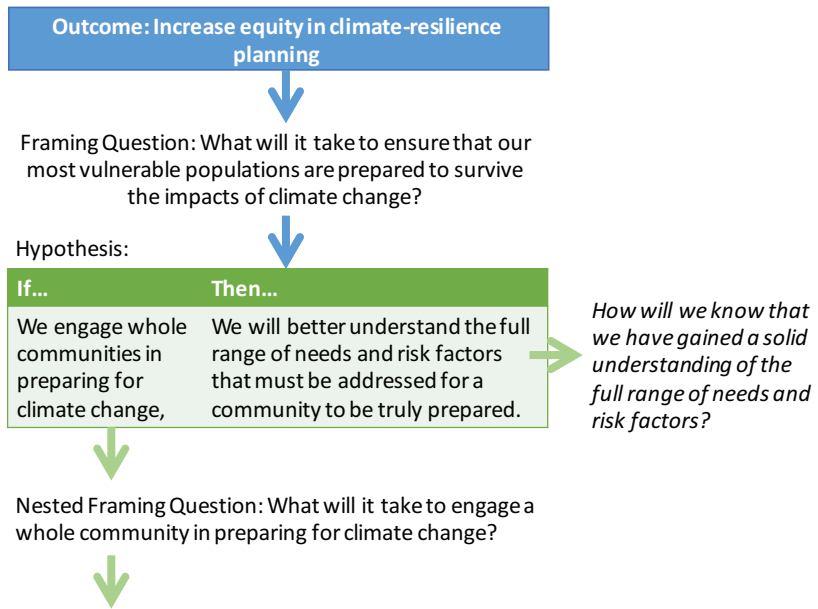 Outcome: Increase equity in climate-resilience
planning
Framing Question: What will it take to ensure that our
most vulnerable populations are prepared to survive
the impacts of climate change?
Hypothesis:
If…
Then…
We engage whole
communities in
preparing for
climate change,
We will better understand the full
range of needs and risk factors
that must be addressed for a
community to be truly prepared.
How will we know that
we have gained a solid
understanding of the
full range of needs and
risk factors?
Nested Framing Question: What will it take to engage a
whole community in preparing for climate change?